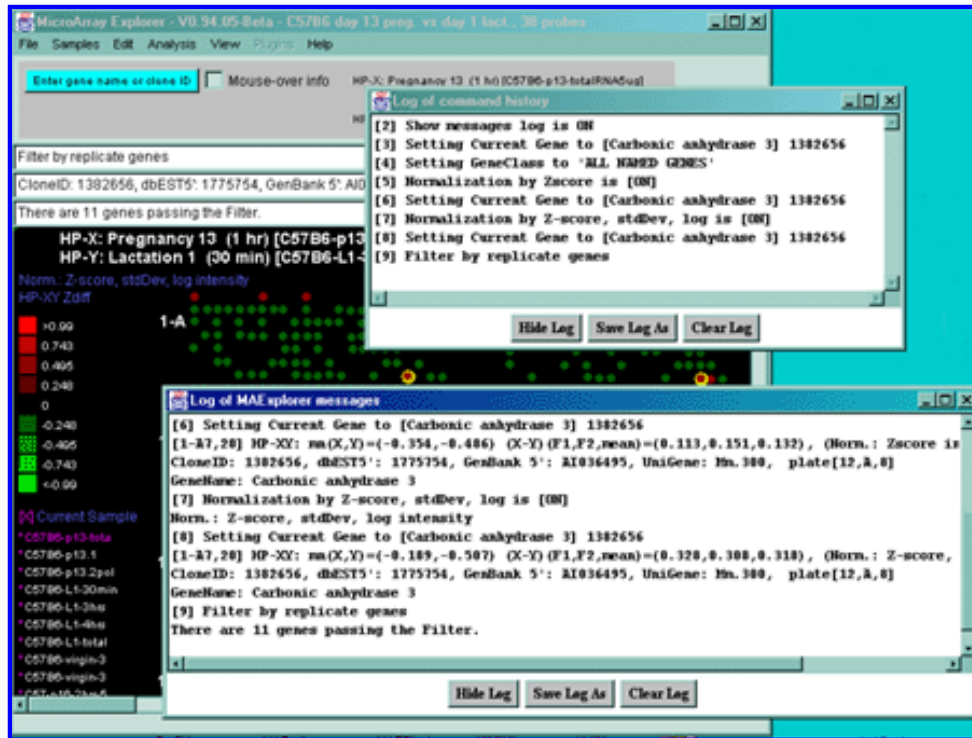 MicroArray Explorer - V0.94.05-Beta - C57B6 day 13 preg. vs day 1 lact., 38 probes
File Samples Edit Analysis View Plugins Help
Enter gene name or clone ID
Mouse-over info
HP-X: Pregnancy 13 (1 hr) [C57B6-p13-totalRNA5ug]
Filter by replicate genes
CloneID: 1382656, dbEST5': 1775754, GenBank 5': AI0
There are 11 genes passing the Filter.
HP-X: Pregnancy 13 (1 hr) [C57B6-p13
HP-Y: Lactation 1 (30 min) [C57B6-L1-
Norm.: Z-score, stdDev, log intensity
HP-XY Zdiff
>0.99
0.743
0.495
0.248
0
-0.248
-0.495
-0.743
<-0.99
1-A
[X] Current Sample
*C57B6-p13-tota
*C57B6-p13.1
*C57B6-p13.2pol
*C57B6-L1-30min
*C57B6-L1-3hs
*C57B6-L1-4hs
*C57B6-L1-total
*C57B6-virgin-3
*C57B6-virgin-3
Log of command history
[2] Show messages log is ON
[3] Setting Current Gene to [Carbonic anhydrase 3] 1382656
[4] Setting GeneClass to 'ALL NAMED GENES'
[5] Normalization by Zscore is [ON]
[6] Setting Current Gene to [Carbonic anhydrase 3] 1382656
[7] Normalization by Z-score, stdDev, log is [ON]
[8] Setting Current Gene to [Carbonic anhydrase 3] 1382656
[9] Filter by replicate genes
Hide Log Save Log As Clear Log
Log of MAExplorer messages
[6] Setting Current Gene to [Carbonic anhydrase 3] 1382656
[1-A7,20] HP-XY: mn(X,Y)=(-0.354,-0.486) (X-Y)(F1,F2,mean)=(0.113,0.151,0.132), (Norm.: Zscore is
CloneID: 1382656, dbEST5': 1775754, GenBank 5': AI036495, UniGene: Mn.300, plate[12,A,8]
GeneName: Carbonic anhydrase 3
[7] Normalization by Z-score, stdDev, log is [ON]
Norm.: Z-score, stdDev, log intensity
[8] Setting Current Gene to [Carbonic anhydrase 3] 1382656
[1-A7,20] HP-XY: mn(X,Y)=(-0.189,-0.507) (X-Y)(F1,F2,mean)=(0.328,0.308,0.318), (Norm.: Z-score,
CloneID: 1382656, dbEST5': 1775754, GenBank 5': AI036495, UniGene: Mn.300, plate[12,A,8]
GeneName: Carbonic anhydrase 3
[9] Filter by replicate genes
There are 11 genes passing the Filter.
Hide Log Save Log As Clear Log